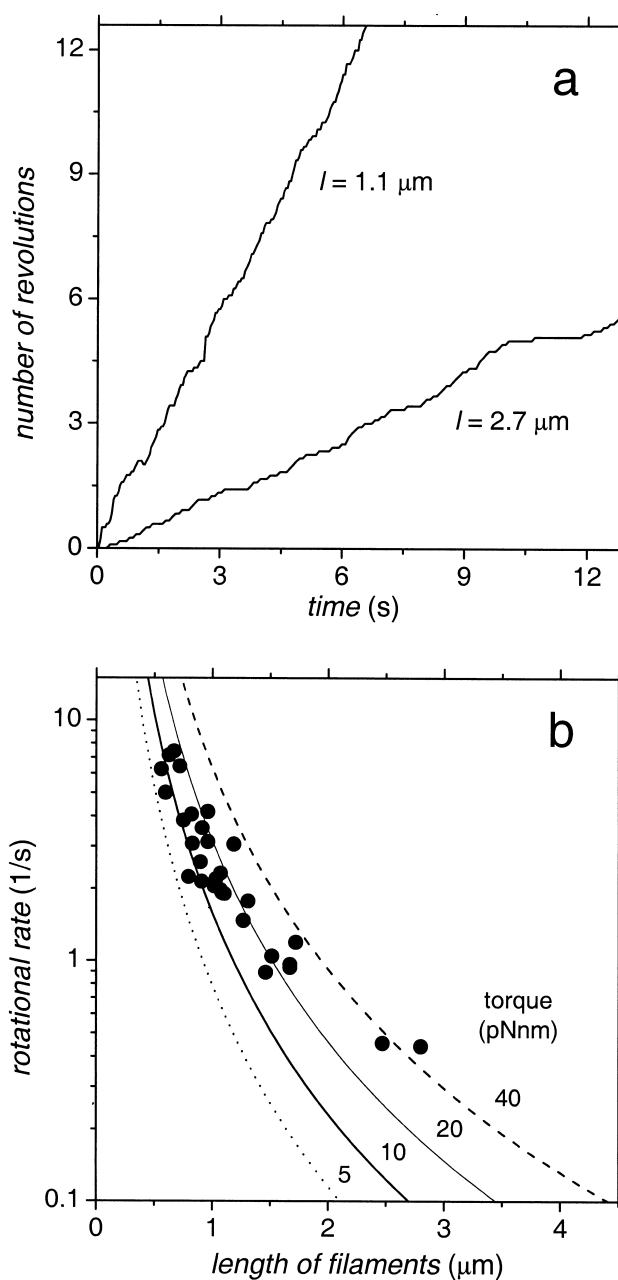 12
a
9
number of revolutions
l = 1.1 μm
6
3
l = 2.7 μm
0
0 3 6 9 12
time (s)
10
b
rotational rate (1/s)
1
torque
(pNnm)
40
20
10
5
0.1
0 1 2 3 4
length of filaments (μm)